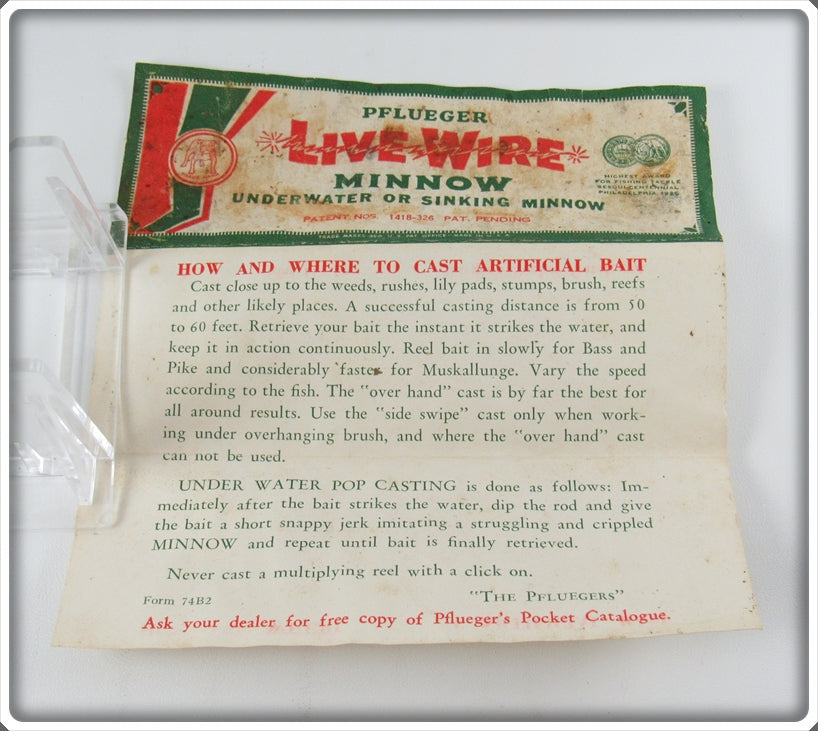 PFLUEGER
LIVE-WIRE
MINNOW
UNDERWATER OR SINKING MINNOW
PATENT. NOS. 1418-326 PAT. PENDING
HIGHEST AWARD
FOR FISHING TACKLE
SESQUI-CENTENNIAL
PHILADELPHIA 1926
HOW AND WHERE TO CAST ARTIFICIAL BAIT
Cast close up to the weeds, rushes, lily pads, stumps, brush, reefs
and other likely places. A successful casting distance is from 50
to 60 feet. Retrieve your bait the instant it strikes the water, and
keep it in action continuously. Reel bait in slowly for Bass and
Pike and considerably faster for Muskallunge. Vary the speed
according to the fish. The "over hand" cast is by far the best for
all around results. Use the "side swipe" cast only when work-
ing under overhanging brush, and where the "over hand" cast
can not be used.
UNDER WATER POP CASTING is done as follows: Im-
mediately after the bait strikes the water, dip the rod and give
the bait a short snappy jerk imitating a struggling and crippled
MINNOW and repeat until bait is finally retrieved.
Never cast a multiplying reel with a click on.
Form 74B2 "THE PFLUEGERS"
Ask your dealer for free copy of Pflueger's Pocket Catalogue.